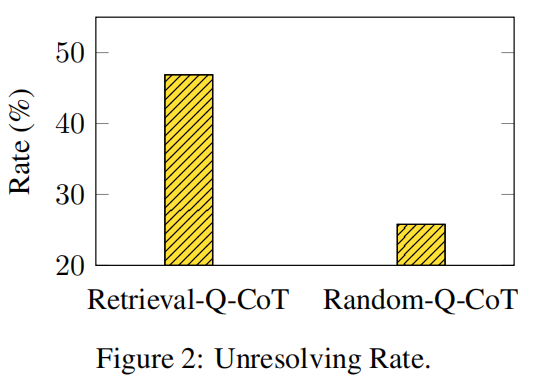 50
40
30
20
Rate (%)
Retrieval-Q-CoT Random-Q-CoT
Figure 2: Unresolving Rate.